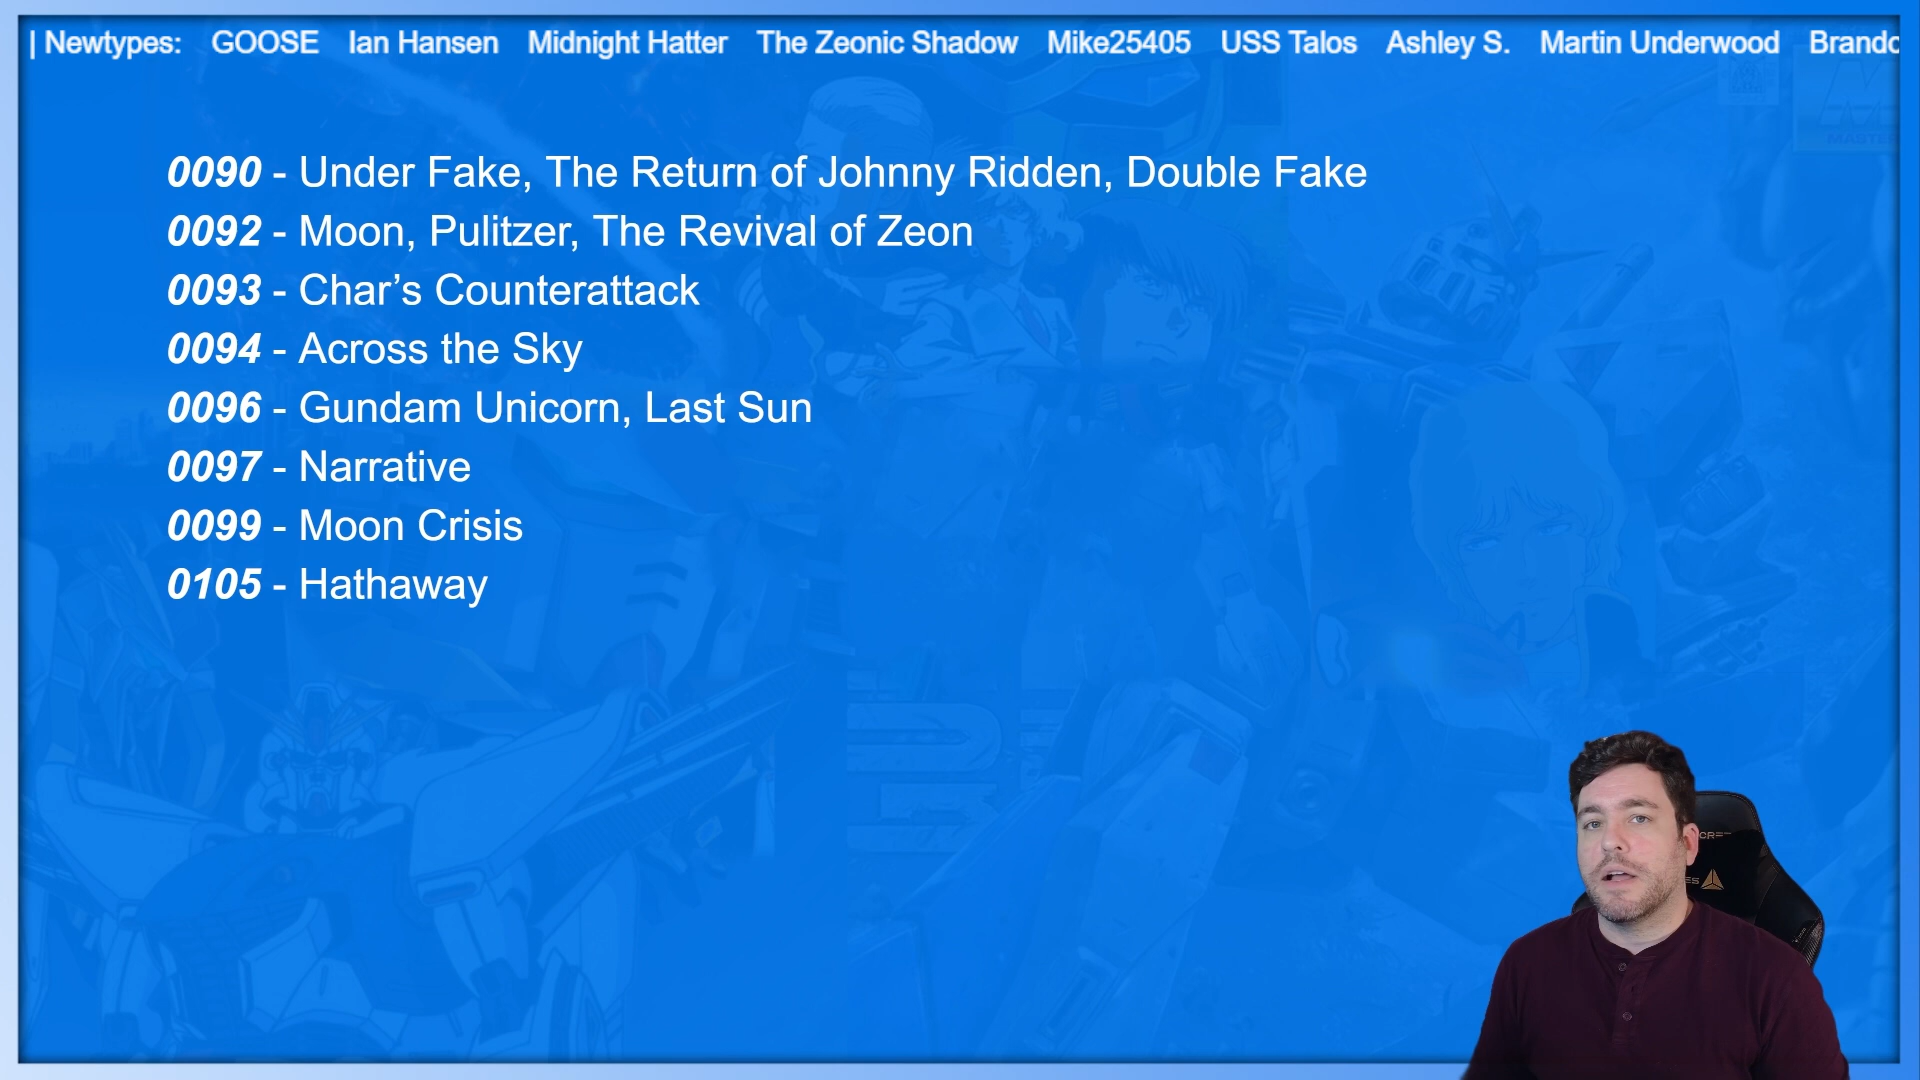 | Newtypes: GOOSE Ian Hansen Midnight Hatter The Zeonic Shadow Mike25405 USS Talos Ashley S. Martin Underwood Brandc
0090 - Under Fake, The Return of Johnny Ridden, Double Fake
0092 - Moon, Pulitzer, The Revival of Zeon
0093 - Char’s Counterattack
0094 - Across the Sky
0096 - Gundam Unicorn, Last Sun
0097 - Narrative
0099 - Moon Crisis
0105 - Hathaway